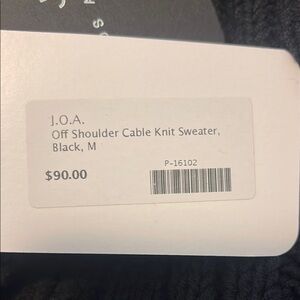 J.O.A.
Off Shoulder Cable Knit Sweater,
Black, M
P-16102
$90.00